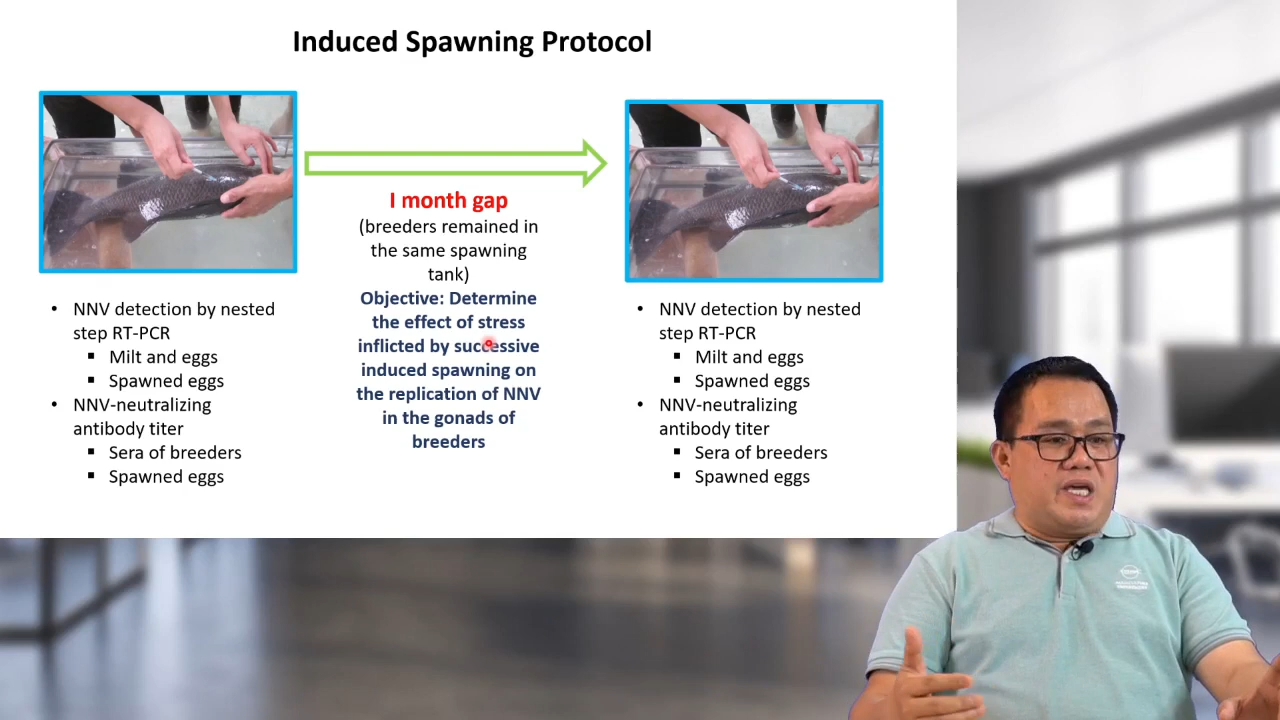 Induced Spawning Protocol
I month gap
(breeders remained in
the same spawning
tank)
Objective: Determine
the effect of stress
inflicted by successive
induced spawning on
the replication of NNV
in the gonads of
breeders
• NNV detection by nested
step RT-PCR
▪ Milt and eggs
▪ Spawned eggs
• NNV-neutralizing
antibody titer
▪ Sera of breeders
▪ Spawned eggs
• NNV detection by nested
step RT-PCR
▪ Milt and eggs
▪ Spawned eggs
• NNV-neutralizing
antibody titer
▪ Sera of breeders
▪ Spawned eggs